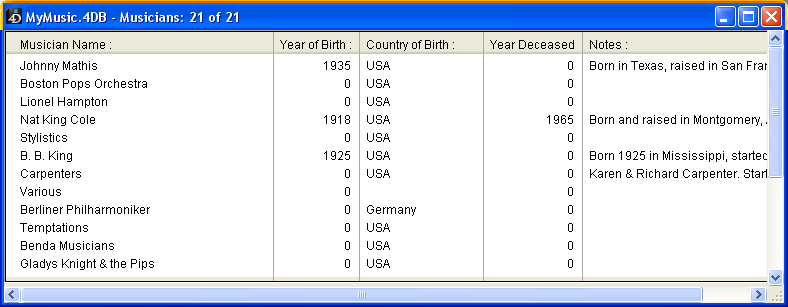 MyMusic.4DB - Musicians: 21 of 21
Musician Name : Year of Birth : Country of Birth : Year Deceased Notes :
Johnny Mathis 1935 USA 0 Born in Texas, raised in San Fran
Boston Pops Orchestra 0 USA 0
Lionel Hampton 0 USA 0
Nat King Cole 1918 USA 1965 Born and raised in Montgomery,
Stylistics 0 USA 0
B. B. King 1925 USA 0 Born 1925 in Mississippi, started
Carpenters 0 USA 0 Karen & Richard Carpenter. Start
Various 0 0
Berliner Philharmoniker 0 Germany 0
Temptations 0 USA 0
Benda Musicians 0 USA 0
Gladys Knight & the Pips 0 USA 0